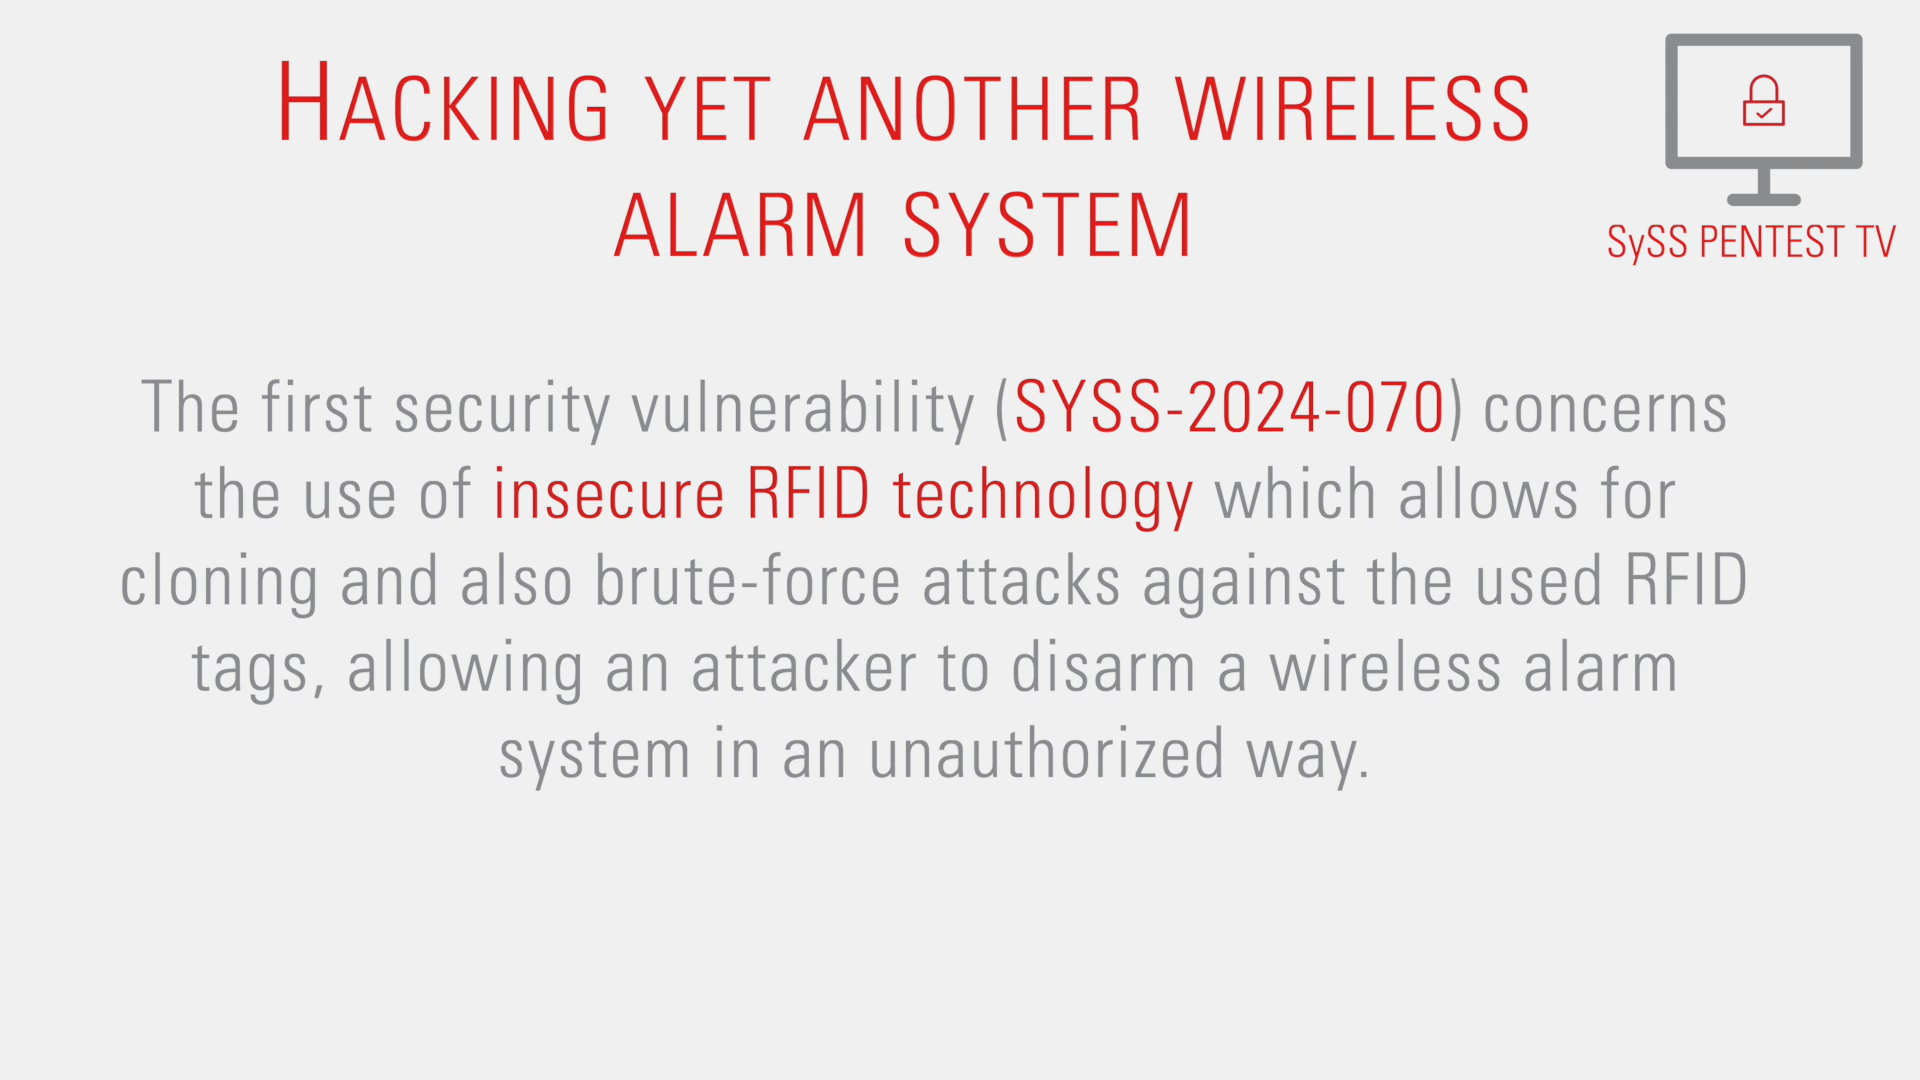 HACKING YET ANOTHER WIRELESS
ALARM SYSTEM
SySS PENTEST TV
The first security vulnerability (SYSS-2024-070) concerns
the use of insecure RFID technology which allows for
cloning and also brute-force attacks against the used RFID
tags, allowing an attacker to disarm a wireless alarm
system in an unauthorized way.